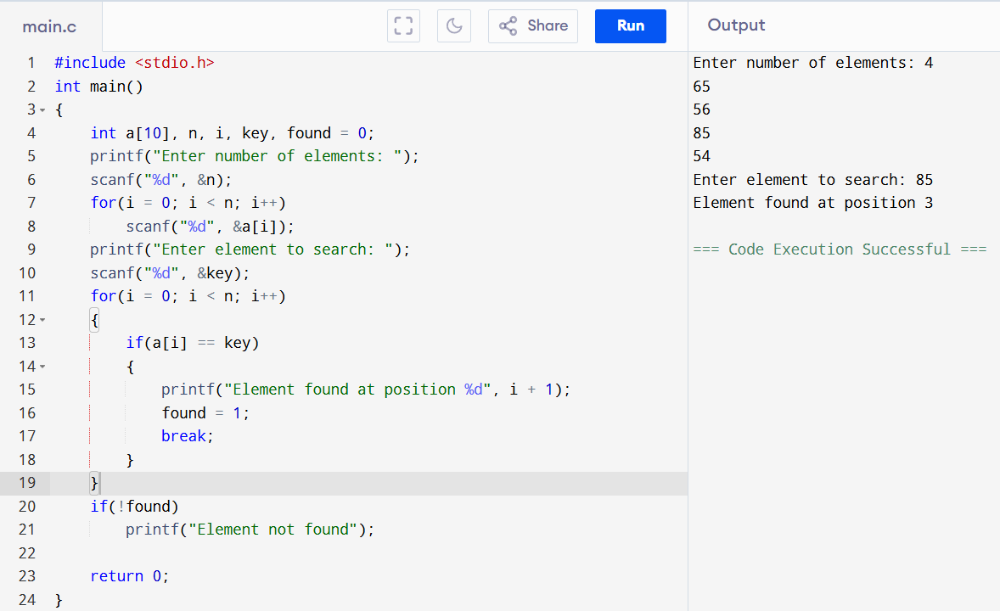 main.c
Share
Run
Output
1 #include <stdio.h>
2 int main()
3 {
4     int a[10], n, i, key, found = 0;
5     printf("Enter number of elements: ");
6     scanf("%d", &n);
7     for(i = 0; i < n; i++)
8         scanf("%d", &a[i]);
9     printf("Enter element to search: ");
10     scanf("%d", &key);
11     for(i = 0; i < n; i++)
12     {
13         if(a[i] == key)
14         {
15             printf("Element found at position %d", i + 1);
16             found = 1;
17             break;
18         }
19     }
20     if(!found)
21         printf("Element not found");
22
23     return 0;
24 }
Enter number of elements: 4
65
56
85
54
Enter element to search: 85
Element found at position 3
=== Code Execution Successful ===